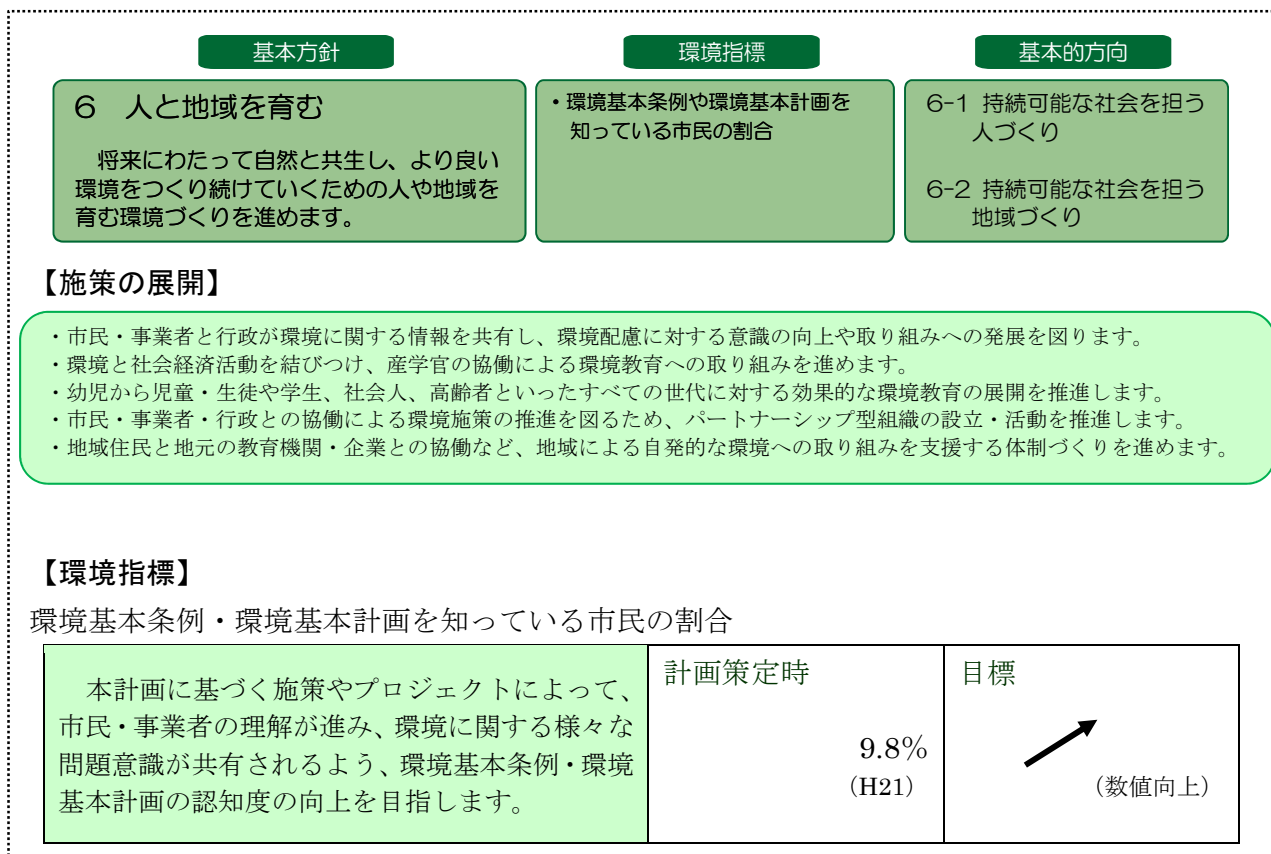 基本方針
環境指標
基本的方向
6 人と地域を育む
将来にわたって自然と共生し、より良い
環境をつくり続けていくための人や地域を
育む環境づくりを進めます。
・環境基本条例や環境基本計画を
知っている市民の割合
6-1 持続可能な社会を担う
人づくり
6-2 持続可能な社会を担う
地域づくり
【施策の展開】
・市民・事業者と行政が環境に関する情報を共有し、環境配慮に対する意識の向上や取り組みへの発展を図ります。
・環境と社会経済活動を結びつけ、産学官の協働による環境教育への取り組みを進めます。
・幼児から児童・生徒や学生、社会人、高齢者といったすべての世代に対する効果的な環境教育の展開を推進します。
・市民・事業者・行政との協働による環境施策の推進を図るため、パートナーシップ型組織の設立・活動を推進します。
・地域住民と地元の教育機関・企業との協働など、地域による自発的な環境への取り組みを支援する体制づくりを進めます。
【環境指標】
環境基本条例・環境基本計画を知っている市民の割合
本計画に基づく施策やプロジェクトによって、
市民・事業者の理解が進み、環境に関する様々な
問題意識が共有されるよう、環境基本条例・環境
基本計画の認知度の向上を目指します。
計画策定時
9.8%
(H21)
目標
(数値向上)